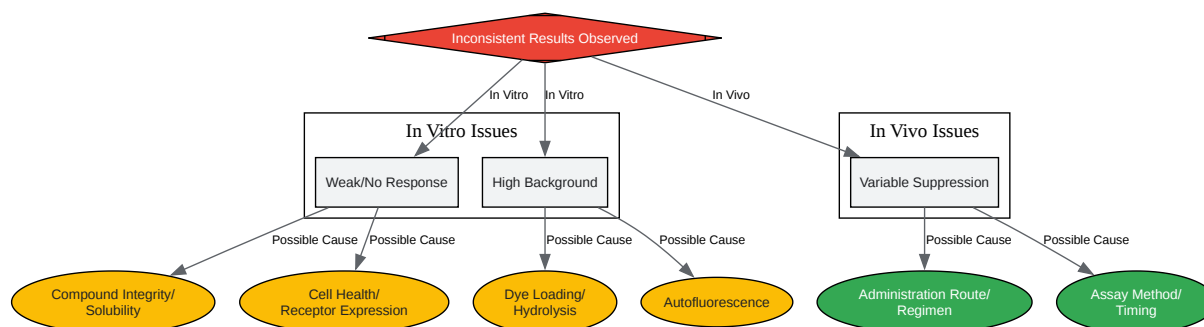 Inconsistent Results Observed
In Vitro
In Vitro
In Vivo
In Vitro Issues
In Vivo Issues
Weak/No Response
High Background
Variable Suppression
Possible Cause
Possible Cause
Possible Cause
Possible Cause
Possible Cause
Possible Cause
Compound Integrity/
Solubility
Cell Health/
Receptor Expression
Dye Loading/
Hydrolysis
Autofluorescence
Administration Route/
Regimen
Assay Method/
Timing